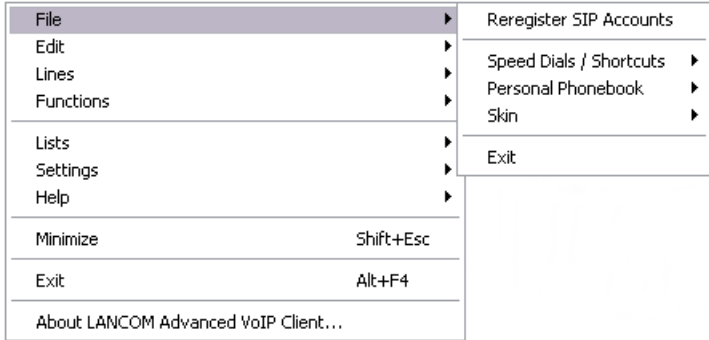 File
Edit
Lines
Functions
Lists
Settings
Help
Minimize Shift+Esc
Exit Alt+F4
About LANCOM Advanced VoIP Client...
Reregister SIP Accounts
Speed Dials / Shortcuts
Personal Phonebook
Skin
Exit